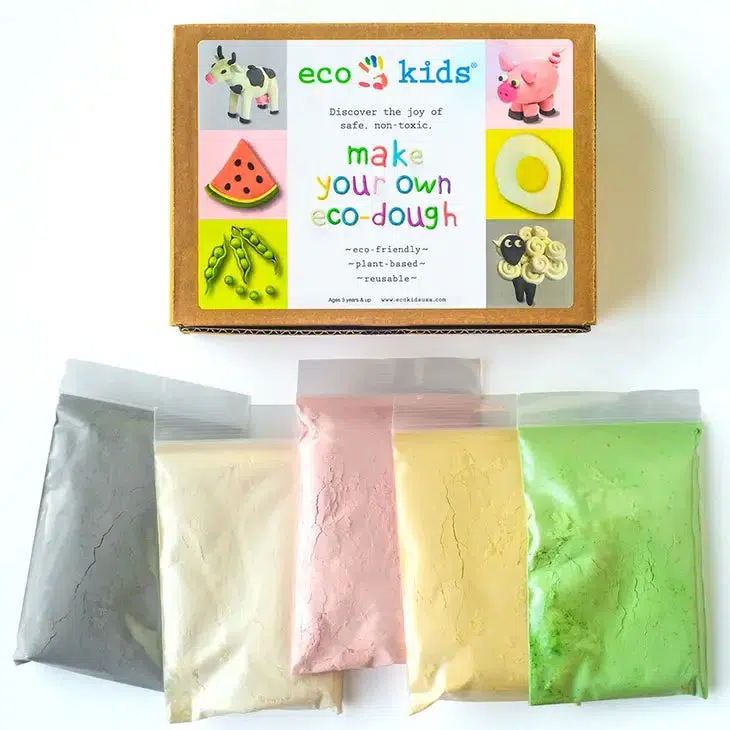 eco kids®
Discover the joy of
safe, non-toxic,
make
your own
eco-dough
~eco-friendly~
~plant-based~
~reusable~
Ages 3 years & up www.ecokidsusa.com